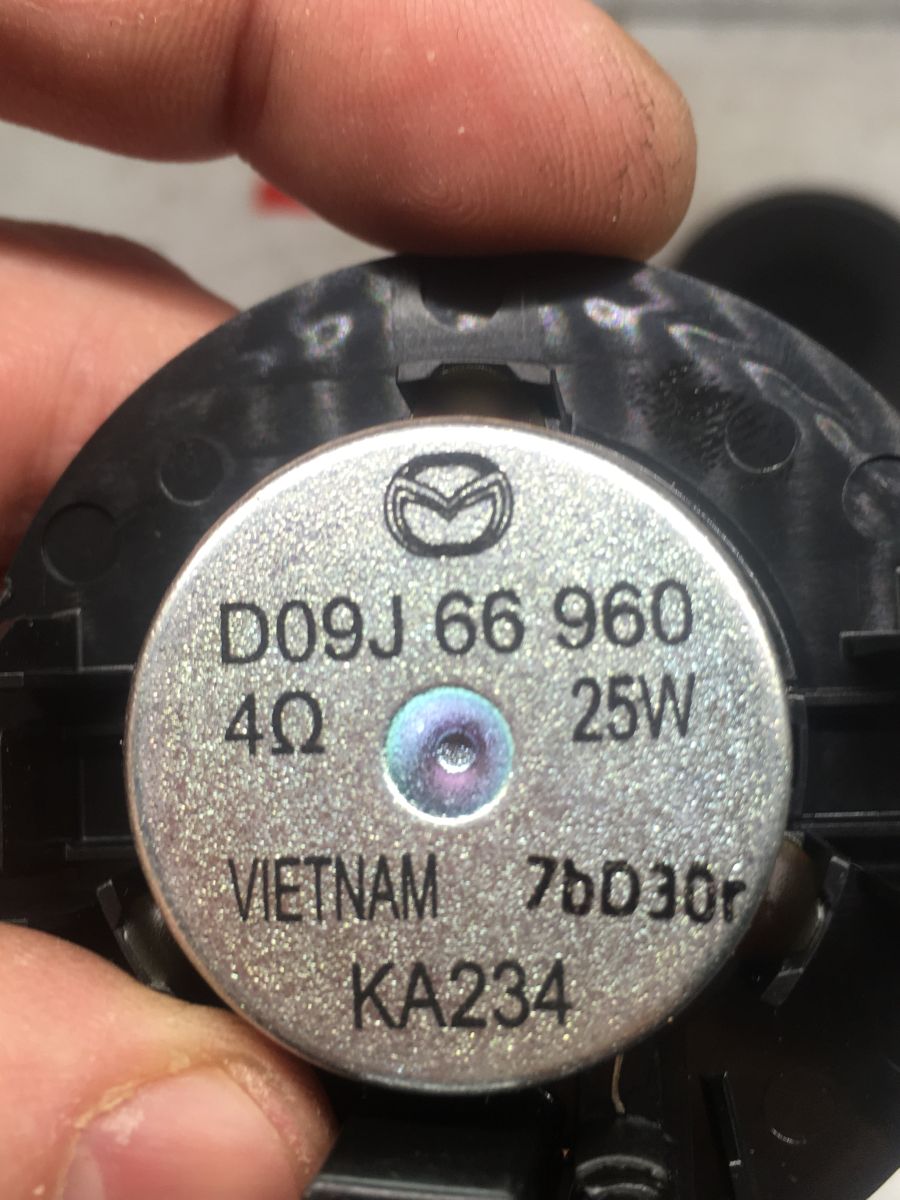 D09J 66 960
4Ω 25W
VIETNAM 7bD30r
KA234